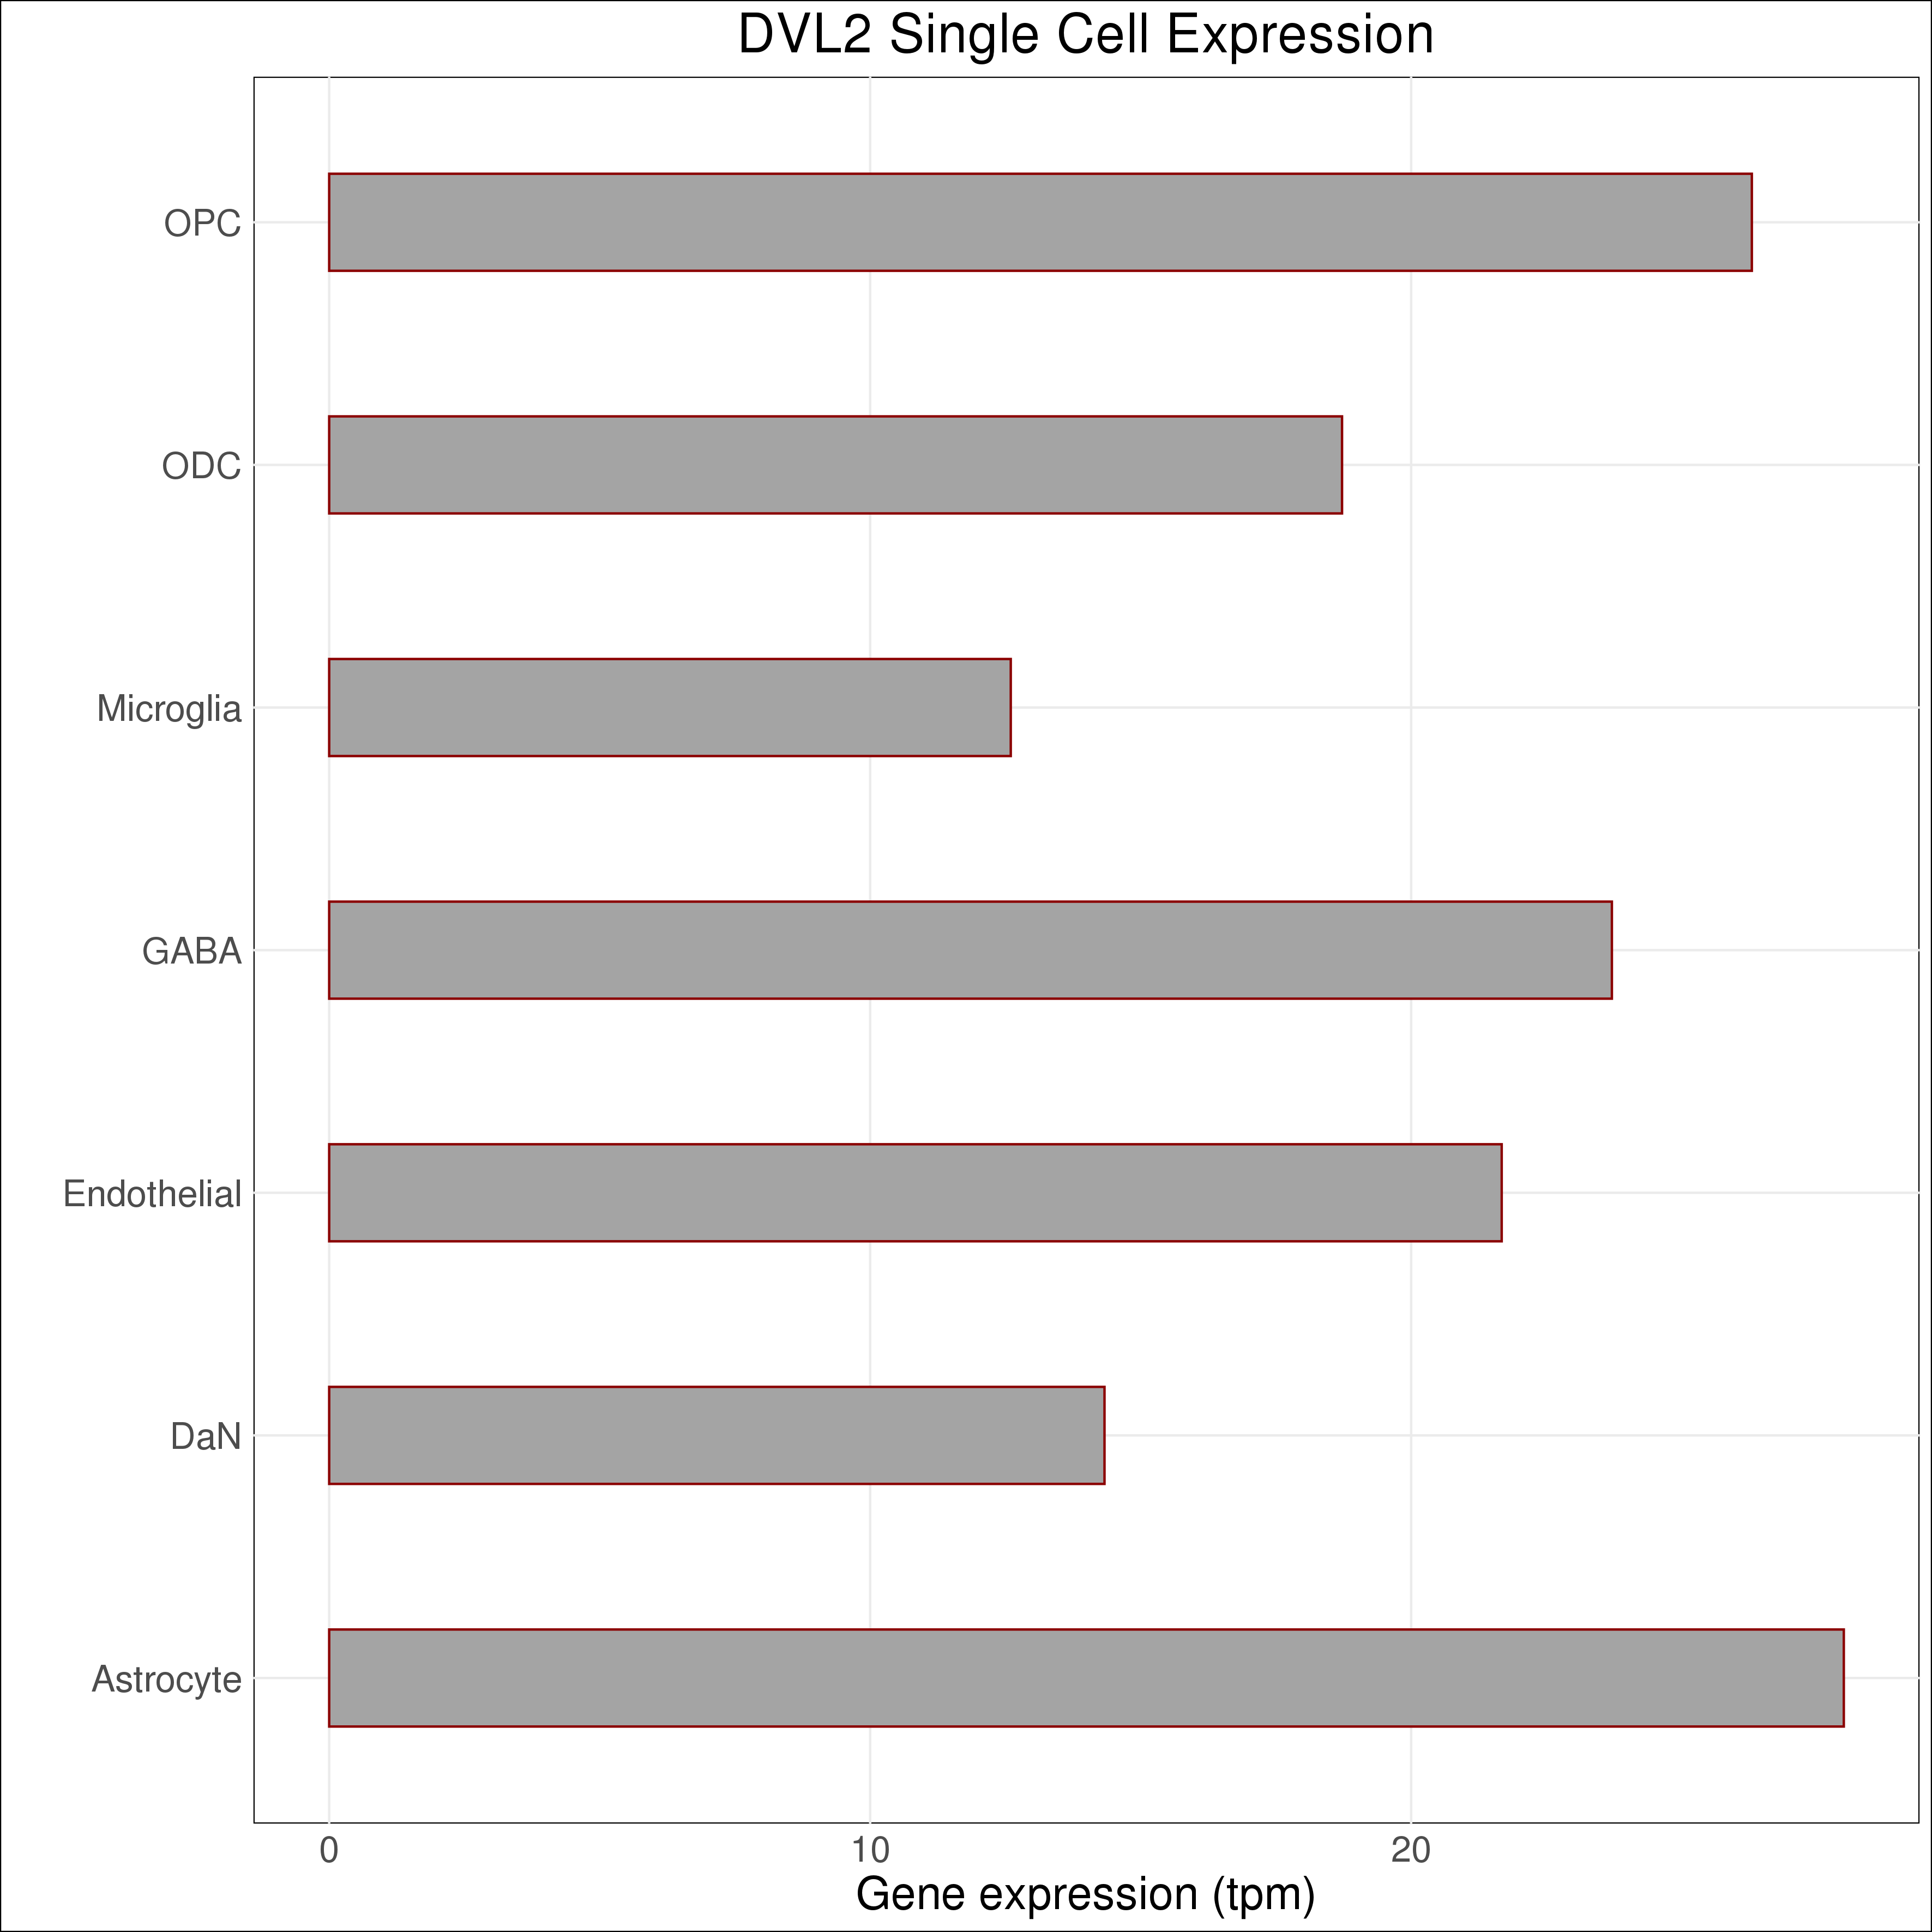 DVL2 Single Cell Expression
OPC
ODC
Microglia
GABA
Endothelial
DaN
Astrocyte
0 10 20
Gene expression (tpm)